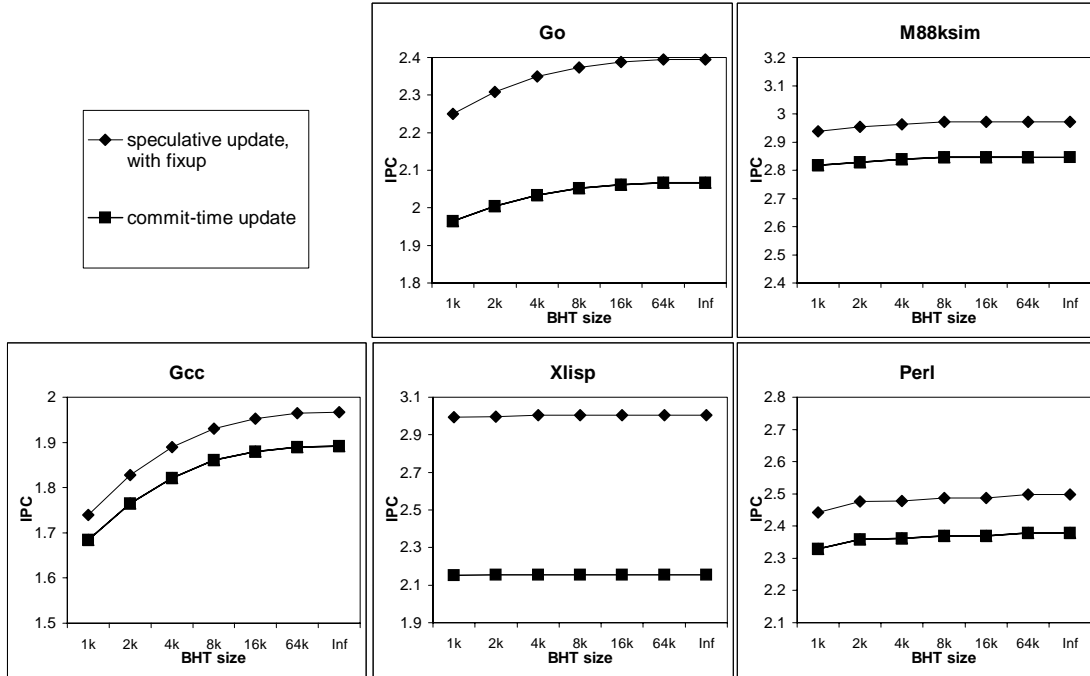 speculative update,
with fixup
commit-time update
Go
2.4
2.3
2.2
2.1
2
1.9
1.8
IPC
1k 2k 4k 8k 16k 64k Inf
BHT size
M88ksim
3.2
3.1
3
2.9
2.8
2.7
2.6
2.5
2.4
IPC
1k 2k 4k 8k 16k 64k Inf
BHT size
Gcc
2
1.9
1.8
1.7
1.6
1.5
IPC
1k 2k 4k 8k 16k 64k Inf
BHT size
Xlisp
3.1
2.9
2.7
2.5
2.3
2.1
1.9
IPC
1k 2k 4k 8k 16k 64k Inf
BHT size
Perl
2.8
2.7
2.6
2.5
2.4
2.3
2.2
2.1
IPC
1k 2k 4k 8k 16k 64k Inf
BHT size